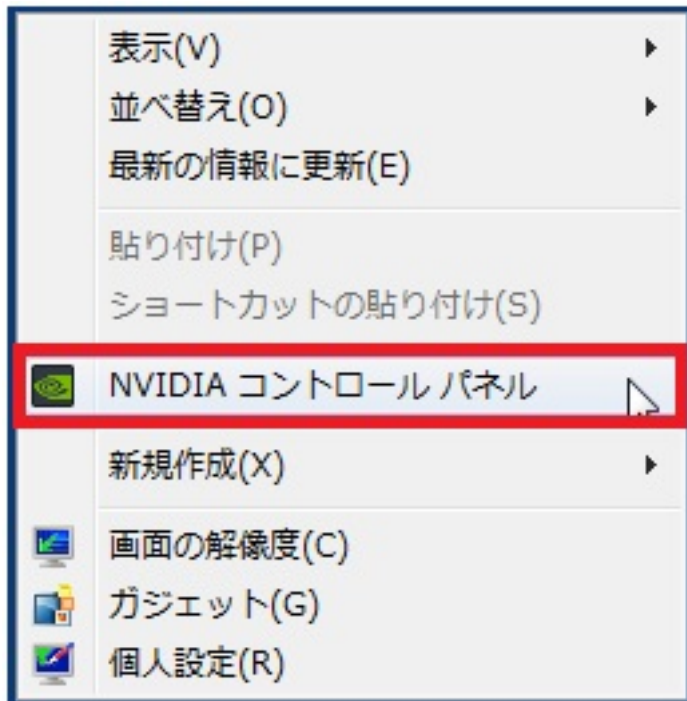 表示(V)
並べ替え(O)
最新の情報に更新(E)
貼り付け(P)
ショートカットの貼り付け(S)
NVIDIA コントロール パネル
新規作成(X)
画面の解像度(C)
ガジェット(G)
個人設定(R)